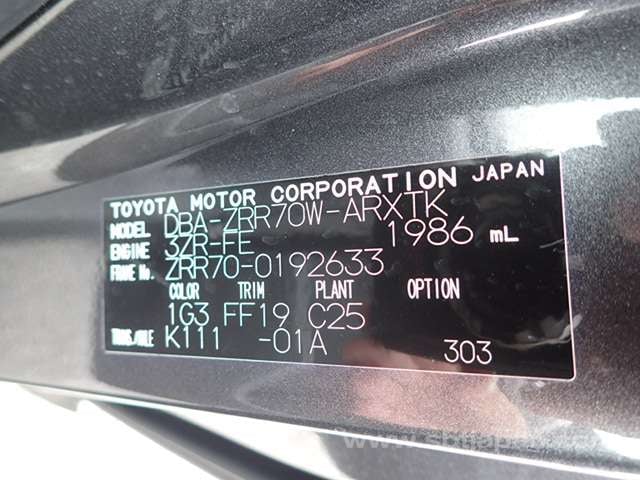 TOYOTA MOTOR CORPORATION JAPAN
MODEL DBA-ZRR70W-ARXTK
ENGINE 3ZR-FE 1986 mL
FRAME No. ZRR70-0192633
COLOR TRIM PLANT OPTION
1G3 FF19 C25
TRANS./AXLE K111 -01A 303